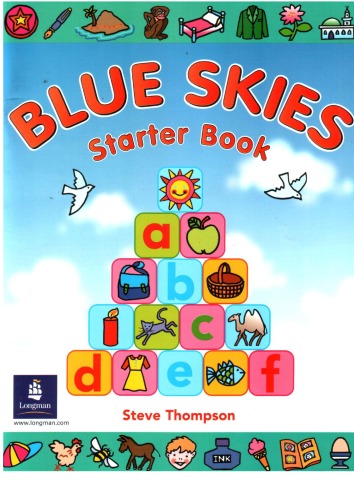 BLUE SKIES
Starter Book
a
b
c
d e f
Longman
www.longman.com
Steve Thompson
INK